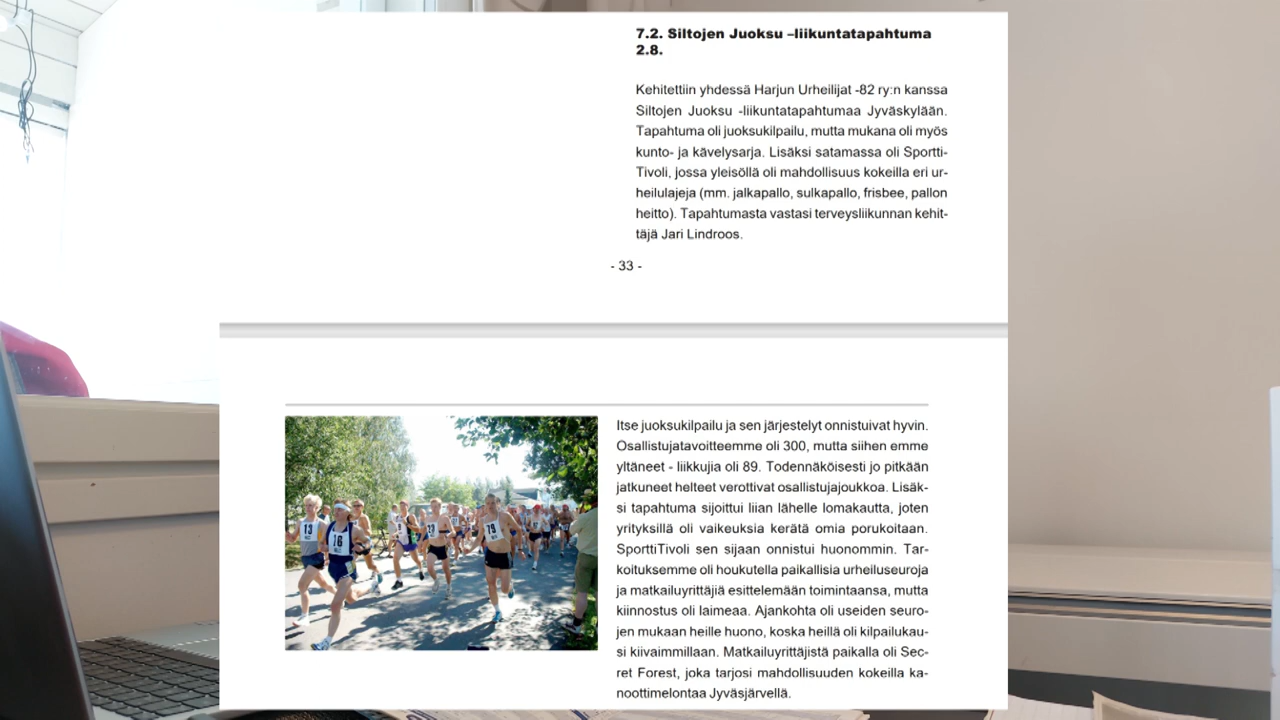 7.2. Siltojen Juoksu –liikuntatapahtuma
2.8.
Kehitettiin yhdessä Harjun Urheilijat -82 ry:n kanssa
Siltojen Juoksu -liikuntatapahtumaa Jyväskylään.
Tapahtuma oli juoksukilpailu, mutta mukana oli myös
kunto- ja kävelysarja. Lisäksi satamassa oli Sportti-
Tivoli, jossa yleisöllä oli mahdollisuus kokeilla eri ur-
heilulajeja (mm. jalkapallo, sulkapallo, frisbee, pallon
heitto). Tapahtumasta vastasi terveysliikunnan kehit-
täjä Jari Lindroos.
- 33 -
Itse juoksukilpailu ja sen järjestelyt onnistuivat hyvin.
Osallistujatavoitteemme oli 300, mutta siihen emme
yltäneet - liikkujia oli 89. Todennäköisesti jo pitkään
jatkuneet helteet verottivat osallistujajoukkoa. Lisäk-
si tapahtuma sijoittui liian lähelle lomakautta, joten
yrityksillä oli vaikeuksia kerätä omia porukoitaan.
SporttiTivoli sen sijaan onnistui huonommin. Tar-
koituksemme oli houkutella paikallisia urheiluseuroja
ja matkailuyrittäjiä esittelemään toimintaansa, mutta
kiinnostus oli laimeaa. Ajankohta oli useiden seuro-
jen mukaan heille huono, koska heillä oli kilpailukau-
si kiivaimmillaan. Matkailuyrittäjistä paikalla oli Sec-
ret Forest, joka tarjosi mahdollisuuden kokeilla ka-
noottimelontaa Jyväsjärvellä.
13
16
19